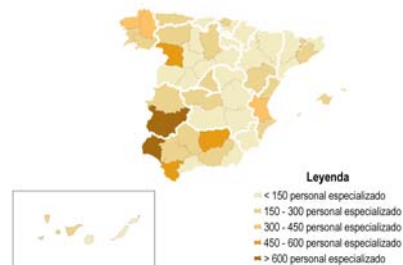 Leyenda
< 150 personal especializado
150 - 300 personal especializado
300 - 450 personal especializado
450 - 600 personal especializado
> 600 personal especializado